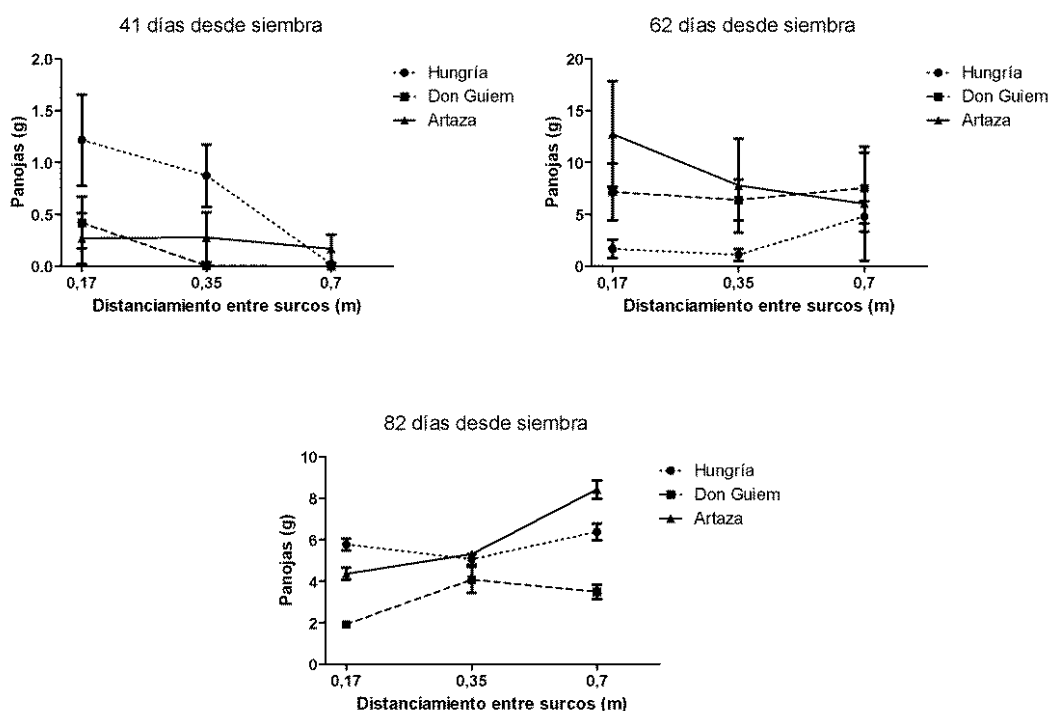 41 días desde siembra
2.0
1.5
1.0
0.5
0.0
Panojas (g)
0,17
0,35
0,7
Distanciamiento entre surcos (m)
Hungría
Don Guiem
Artaza
62 días desde siembra
20
15
10
5
0
Panojas (g)
0,17
0,35
0,7
Distanciamiento entre surcos (m)
Hungría
Don Guiem
Artaza
82 días desde siembra
10
8
6
4
2
0
Panojas (g)
0,17
0,35
0,7
Distanciamiento entre surcos (m)
Hungría
Don Guiem
Artaza